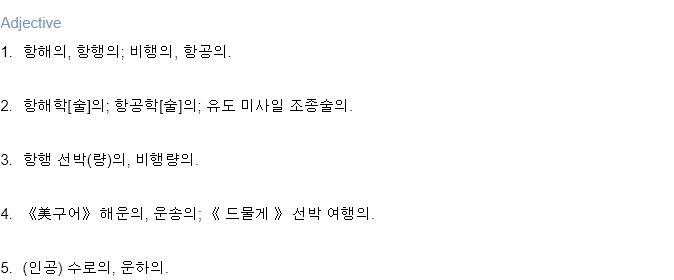 Adjective
1. 항해의, 항행의; 비행의, 항공의.
2. 항해학[술]의; 항공학[술]의; 유도 미사일 조종술의.
3. 항행 선박(량)의, 비행량의.
4. 《美구어》 해운의, 운송의; 《 드물게 》 선박 여행의.
5. (인공) 수로의, 운하의.